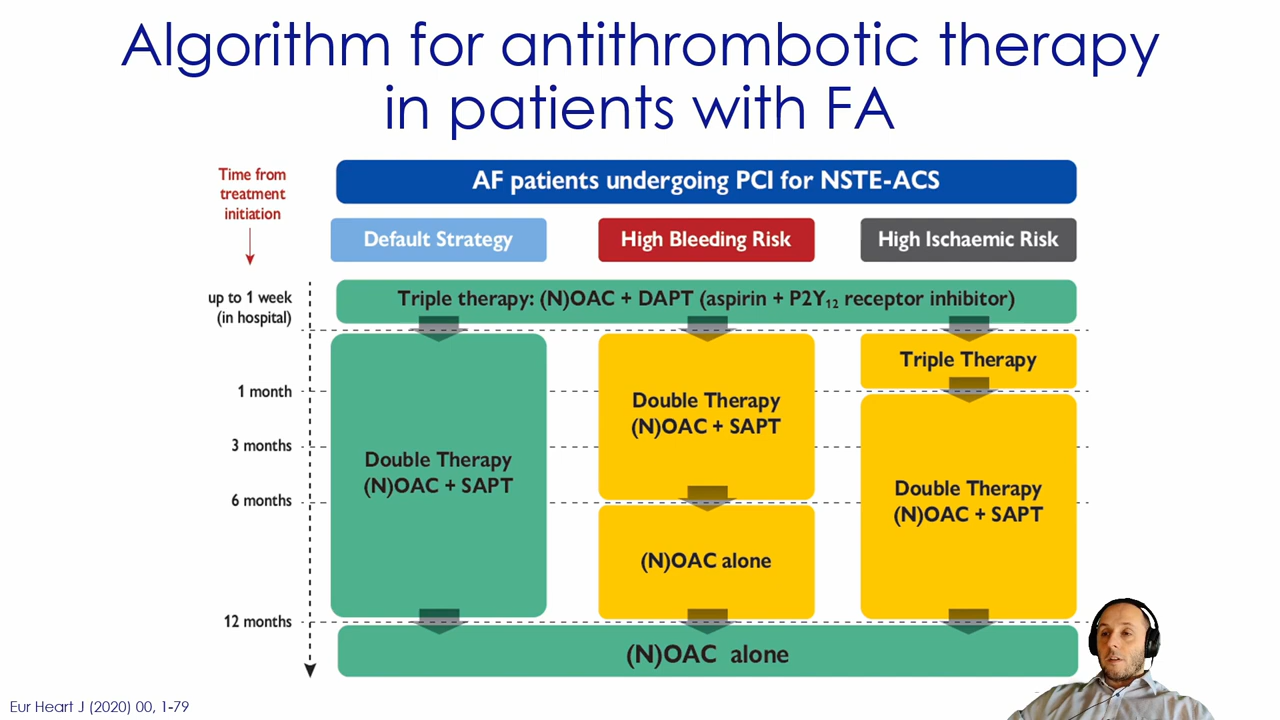 Algorithm for antithrombotic therapy
in patients with FA
Time from
treatment
initiation
AF patients undergoing PCI for NSTE-ACS
Default Strategy
High Bleeding Risk
High Ischaemic Risk
up to 1 week
(in hospital)
Triple therapy: (N)OAC + DAPT (aspirin + P2Y₁₂ receptor inhibitor)
Triple Therapy
1 month
Double Therapy
(N)OAC + SAPT
3 months
Double Therapy
(N)OAC + SAPT
6 months
Double Therapy
(N)OAC + SAPT
(N)OAC alone
12 months
(N)OAC alone
Eur Heart J (2020) 00, 1-79